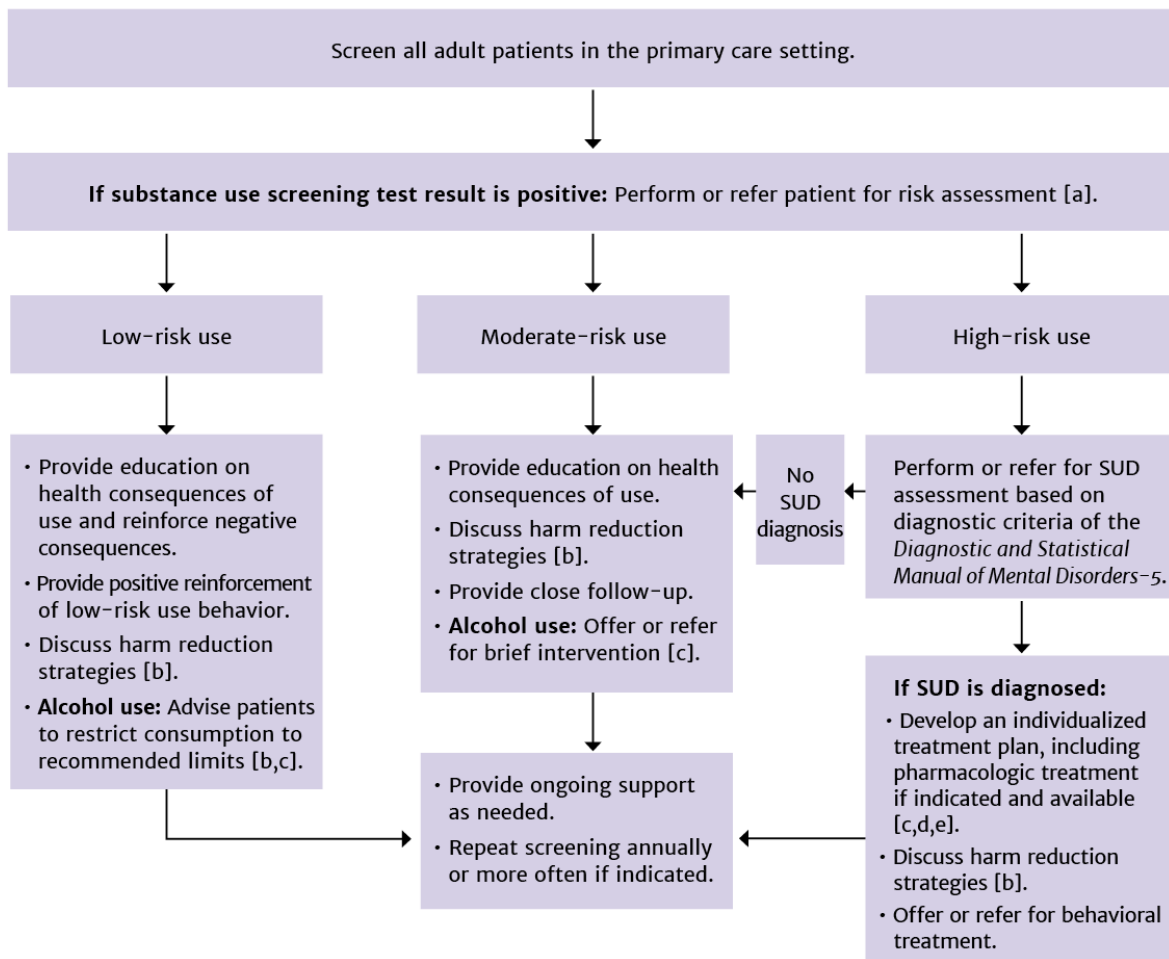 Screen all adult patients in the primary care setting.
If substance use screening test result is positive: Perform or refer patient for risk assessment [a].
Low-risk use
Moderate-risk use
High-risk use
· Provide education on
health consequences of
use and reinforce negative
consequences.
· Provide positive reinforcement
of low-risk use behavior.
· Discuss harm reduction
strategies [b].
· Alcohol use: Advise patients
to restrict consumption to
recommended limits [b,c].
· Provide education on health
consequences of use.
· Discuss harm reduction
strategies [b].
· Provide close follow-up.
· Alcohol use: Offer or refer
for brief intervention [c].
No
SUD
diagnosis
Perform or refer for SUD
assessment based on
diagnostic criteria of the
Diagnostic and Statistical
Manual of Mental Disorders-5.
· Provide ongoing support
as needed.
· Repeat screening annually
or more often if indicated.
If SUD is diagnosed:
· Develop an individualized
treatment plan, including
pharmacologic treatment
if indicated and available
[c,d,e].
· Discuss harm reduction
strategies [b].
· Offer or refer for behavioral
treatment.